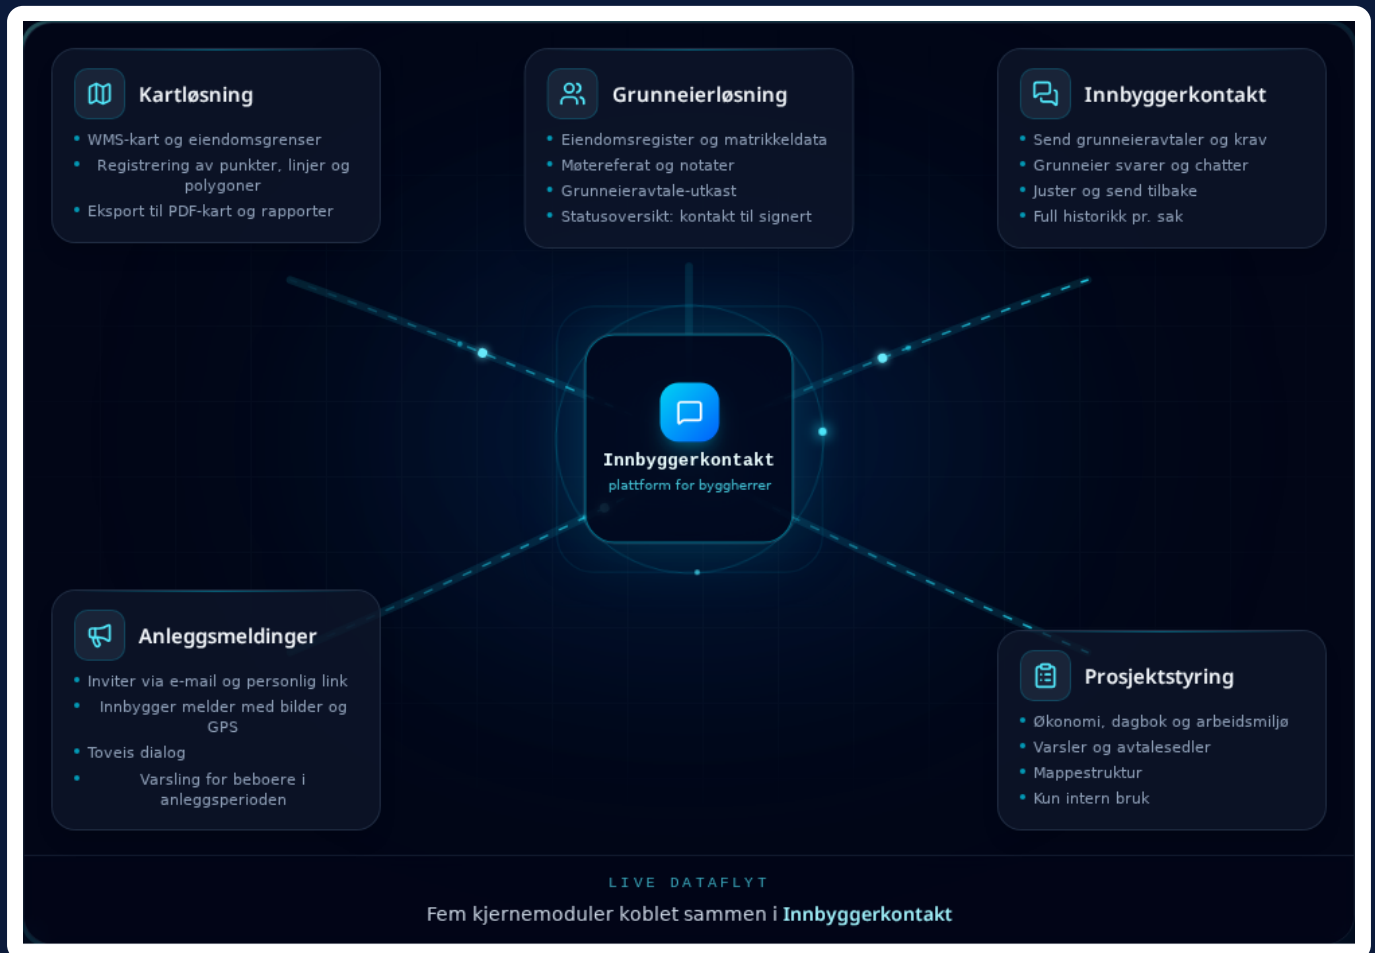 Kartløsning
• WMS-kart og eiendomsgrenser
• Registrering av punkter, linjer og
polygoner
• Eksport til PDF-kart og rapporter
Grunneierløsning
• Eiendomsregister og matrikkeldata
• Møtereferat og notater
• Grunneieravtale-utkast
• Statusoversikt: kontakt til signert
Innbyggerkontakt
• Send grunneieravtaler og krav
• Grunneier svarer og chatter
• Juster og send tilbake
• Full historikk pr. sak
Innbyggerkontakt
plattform for byggherrer
Anleggsmeldinger
• Inviter via e-mail og personlig link
• Innbygger melder med bilder og
GPS
• Toveis dialog
• Varsling for beboere i
anleggsperioden
Prosjektstyring
• Økonomi, dagbok og arbeidsmiljø
• Varsler og avtalesedler
• Mappestruktur
• Kun intern bruk
LIVE DATAFLYT
Fem kjernemoduler koblet sammen i Innbyggerkontakt